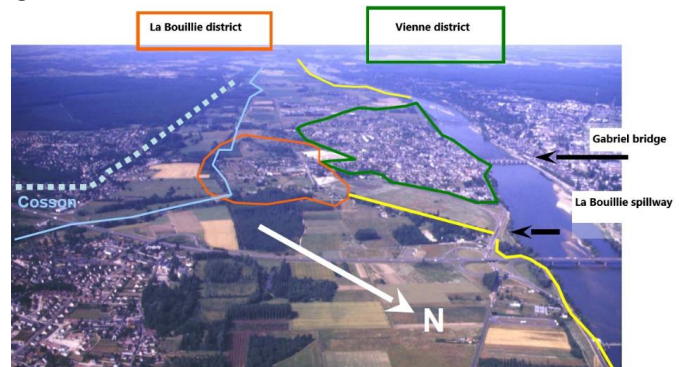 La Bouillie district
Vienne district
Gabriel bridge
La Bouillie spillway
Cosson
N